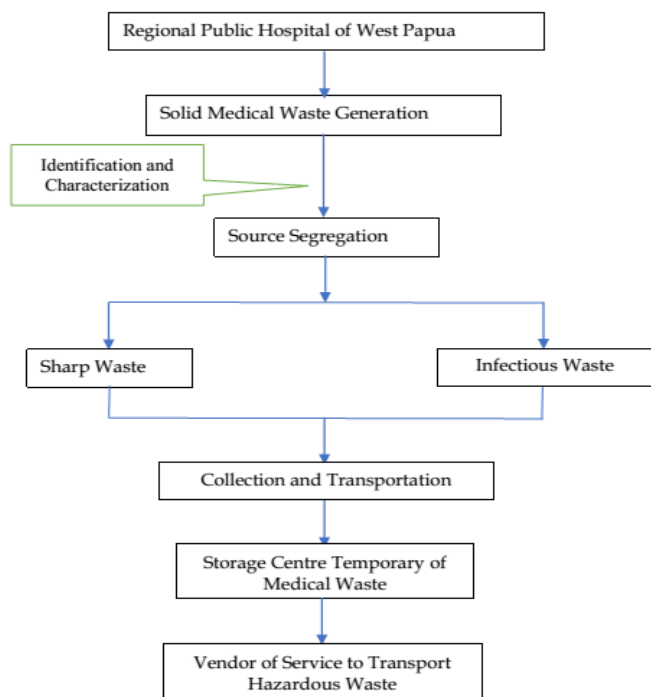 Regional Public Hospital of West Papua
Solid Medical Waste Generation
Identification and
Characterization
Source Segregation
Sharp Waste
Infectious Waste
Collection and Transportation
Storage Centre Temporary of
Medical Waste
Vendor of Service to Transport
Hazardous Waste